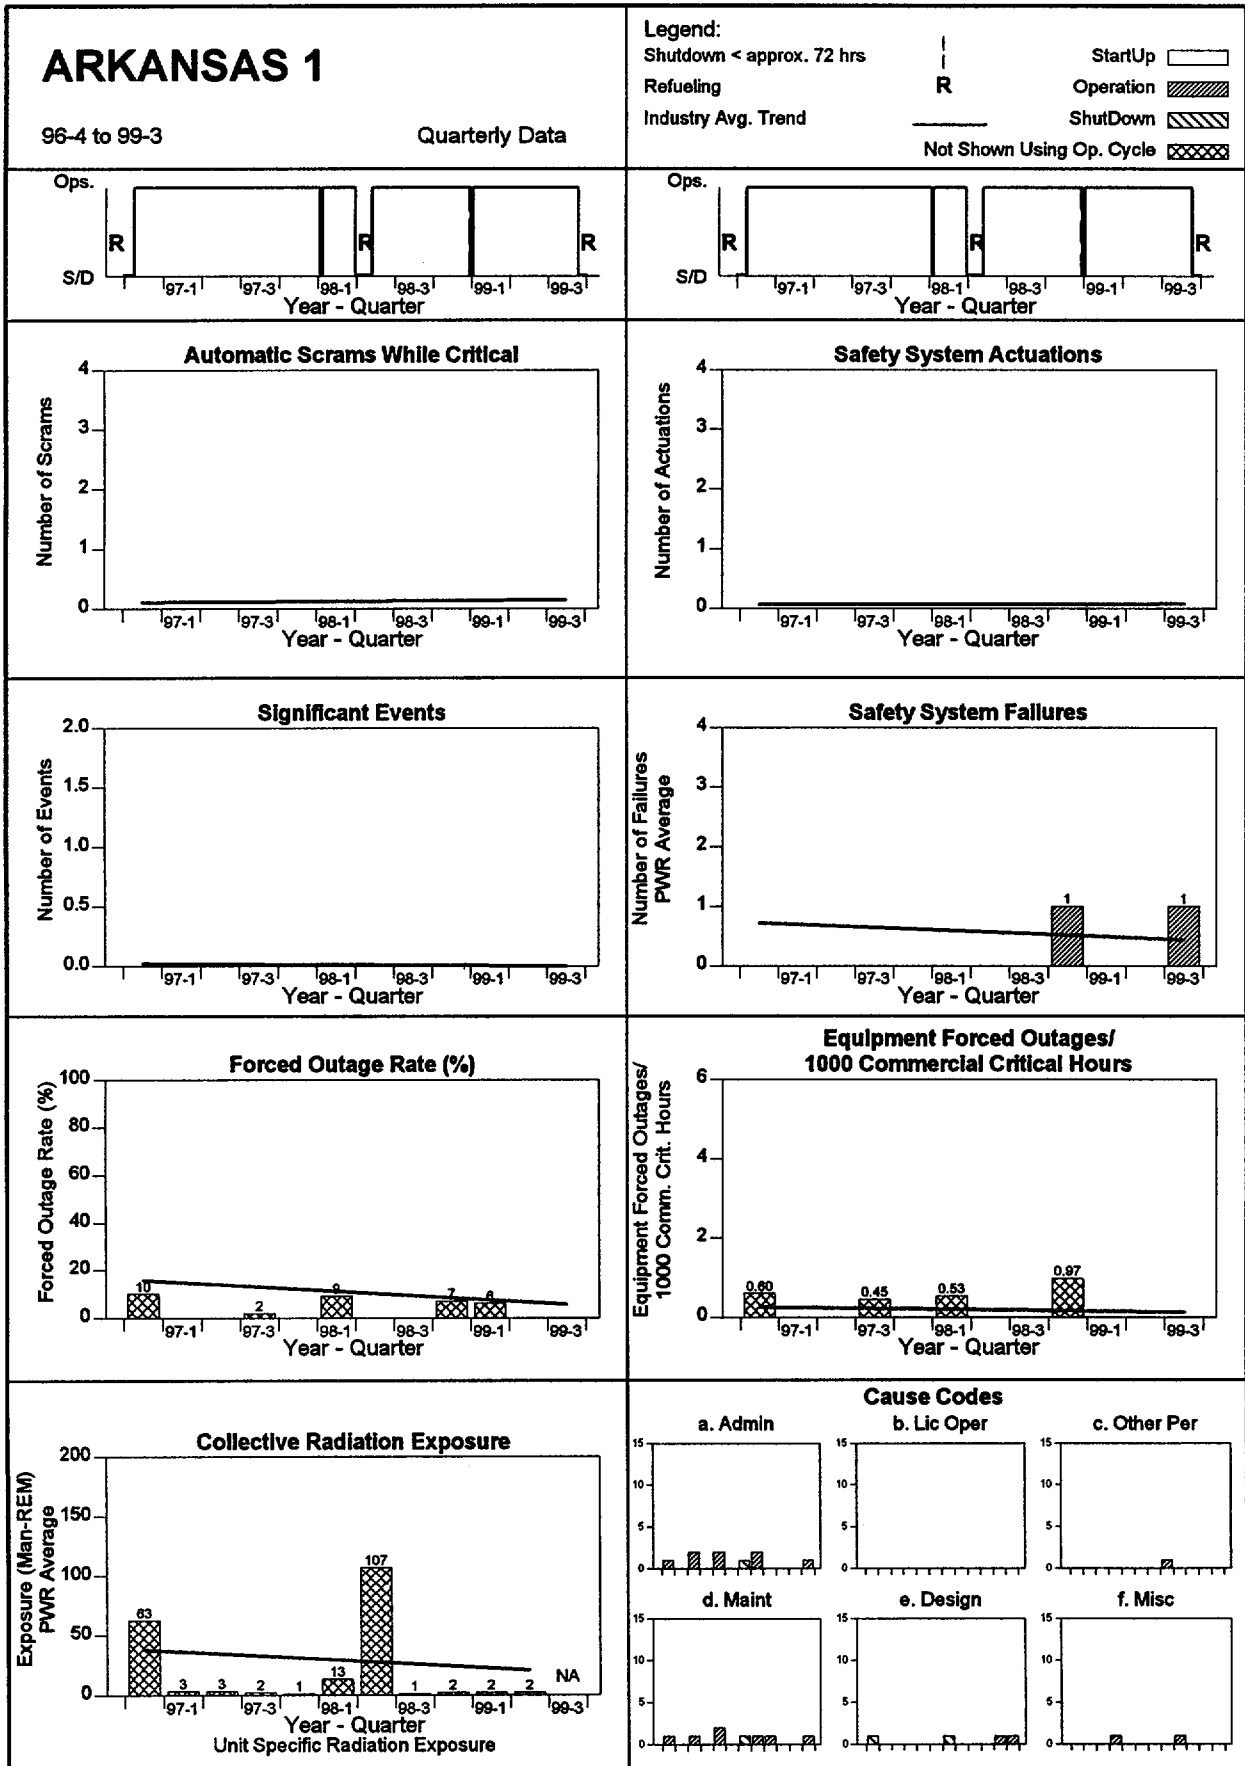 ARKANSAS 1
96-4 to 99-3 Quarterly Data
Legend:
Shutdown < approx. 72 hrs
Refueling R
Industry Avg. Trend
StartUp
Operation
ShutDown
Not Shown Using Op. Cycle
Ops.
R R R
S/D
97-1 97-3 98-1 98-3 99-1 99-3
Year - Quarter
Ops.
R R R
S/D
97-1 97-3 98-1 98-3 99-1 99-3
Year - Quarter
Automatic Scrams While Critical
Number of Scrams
4
3
2
1
0
97-1 97-3 98-1 98-3 99-1 99-3
Year - Quarter
Safety System Actuations
Number of Actuations
4
3
2
1
0
97-1 97-3 98-1 98-3 99-1 99-3
Year - Quarter
Significant Events
Number of Events
2.0
1.5
1.0
0.5
0.0
97-1 97-3 98-1 98-3 99-1 99-3
Year - Quarter
Safety System Failures
Number of Failures
PWR Average
4
3
2
1
0
1 1
97-1 97-3 98-1 98-3 99-1 99-3
Year - Quarter
Forced Outage Rate (%)
Forced Outage Rate (%)
100
80
60
40
20
0
10 2 9 7 6
97-1 97-3 98-1 98-3 99-1 99-3
Year - Quarter
Equipment Forced Outages/
1000 Commercial Critical Hours
Equipment Forced Outages/
1000 Comm. Crit. Hours
6
4
2
0
0.60 0.45 0.53 0.97
97-1 97-3 98-1 98-3 99-1 99-3
Year - Quarter
Collective Radiation Exposure
Exposure (Man-REM)
PWR Average
200
150
100
50
0
63 3 3 2 1 13 107 1 2 2 2 NA
97-1 97-3 98-1 98-3 99-1 99-3
Year - Quarter
Unit Specific Radiation Exposure
Cause Codes
a. Admin
15
10
5
0
b. Lic Oper
15
10
5
0
c. Other Per
15
10
5
0
d. Maint
15
10
5
0
e. Design
15
10
5
0
f. Misc
15
10
5
0